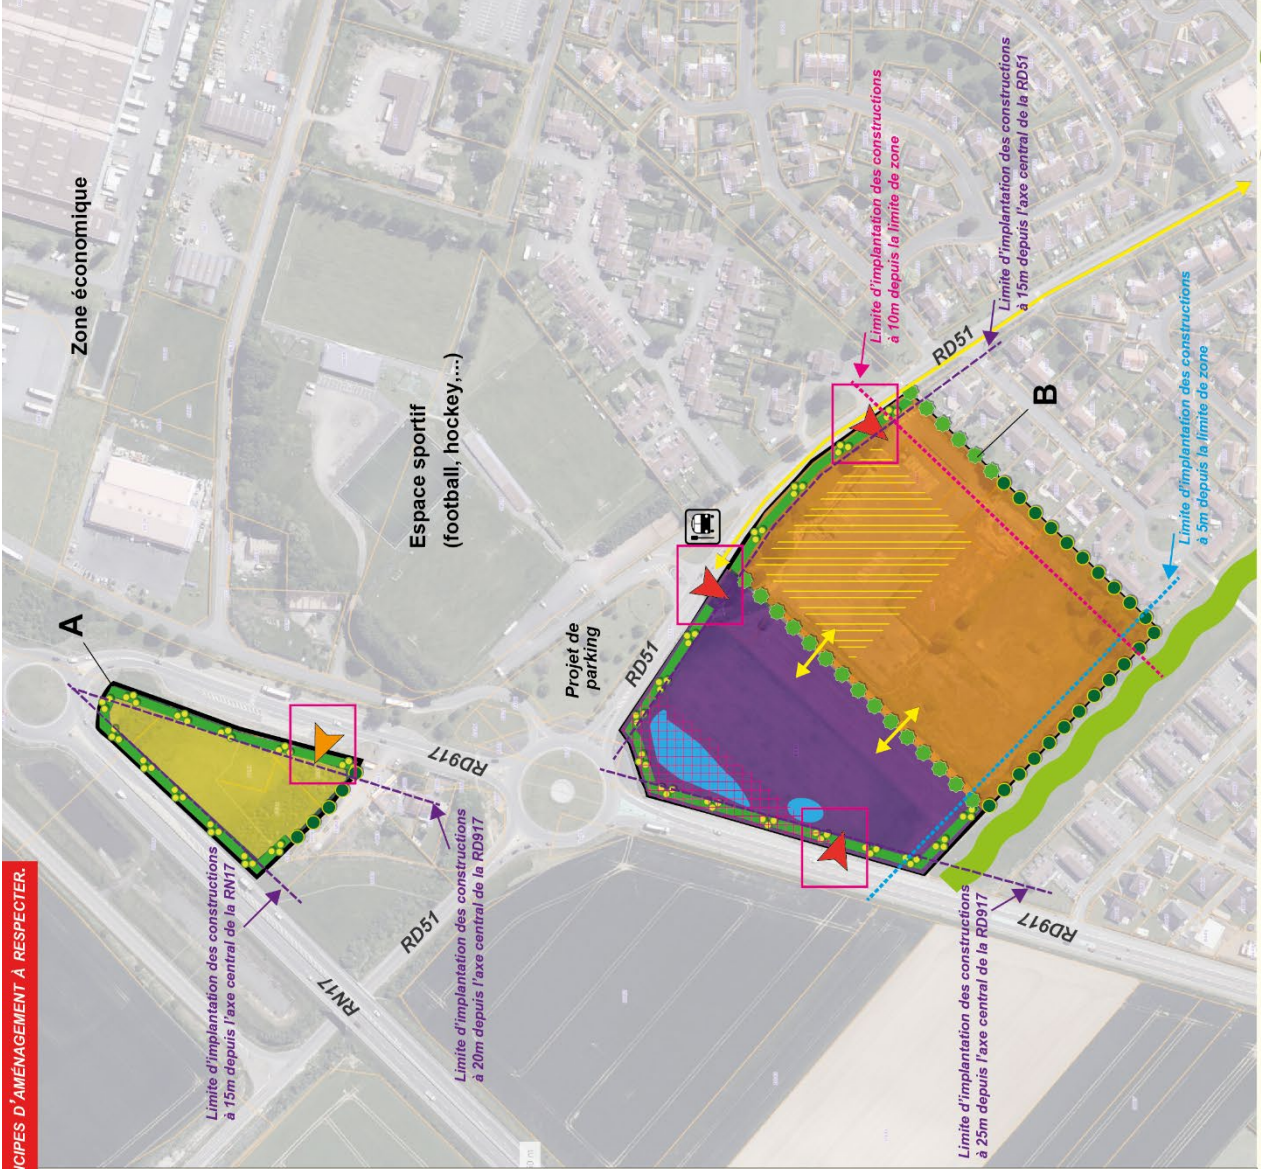 NCIPES D'AMÉNAGEMENT À RESPECTER.
Zone économique
A
Espace sportif
(football, hockey,...)
Limite d'implantation des constructions
à 10m depuis la limite de zone
Limite d'implantation des constructions
à 15m depuis l'axe central de la RD51
RD51
B
Limite d'implantation des constructions
à 5m depuis la limite de zone
Projet de
parking
RD51
RD917
Limite d'implantation des constructions
à 15m depuis l'axe central de la RN17
Limite d'implantation des constructions
à 20m depuis l'axe central de la RD917
RD51
RN17
RD917
Limite d'implantation des constructions
à 25m depuis l'axe central de la RD917